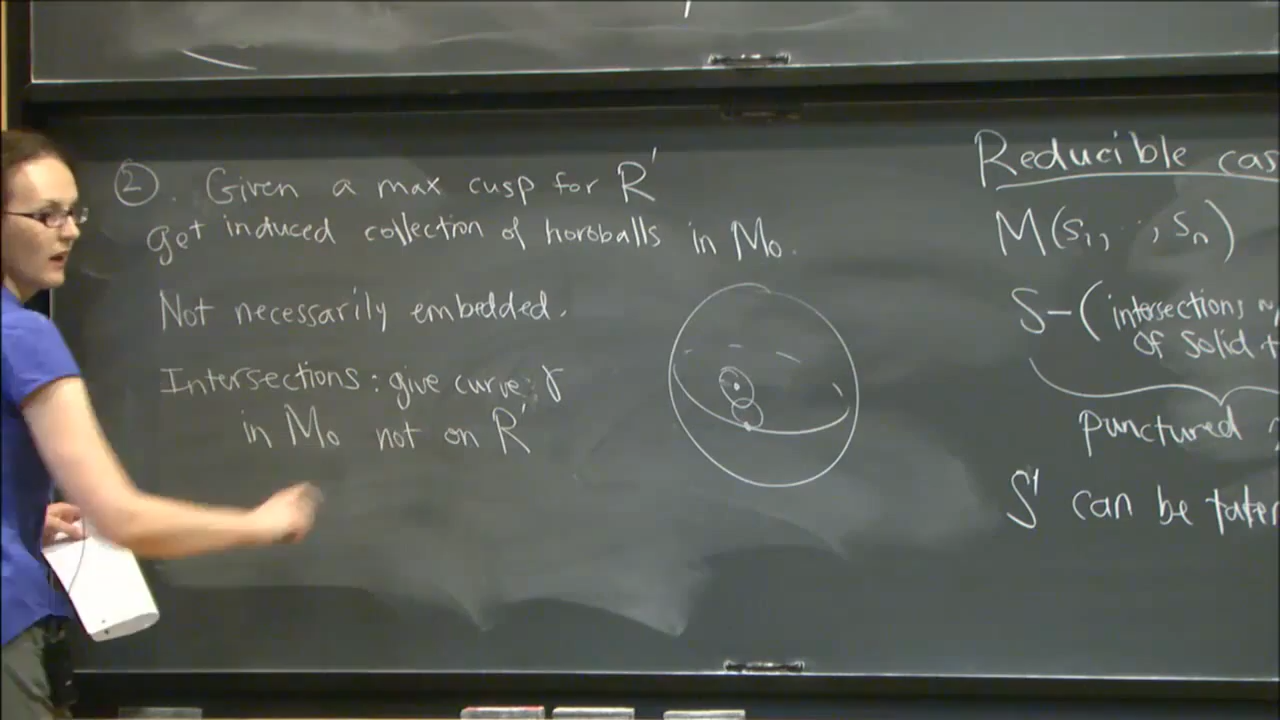 ②. Given a max cusp for R'
get induced collection of horoballs in M₀.
Not necessarily embedded.
Intersections: give curve: γ
in M₀ not on R'
Reducible cas
M(s₁, .. , sₙ)
S-(intersections
of solid
punctured
S' can be taken